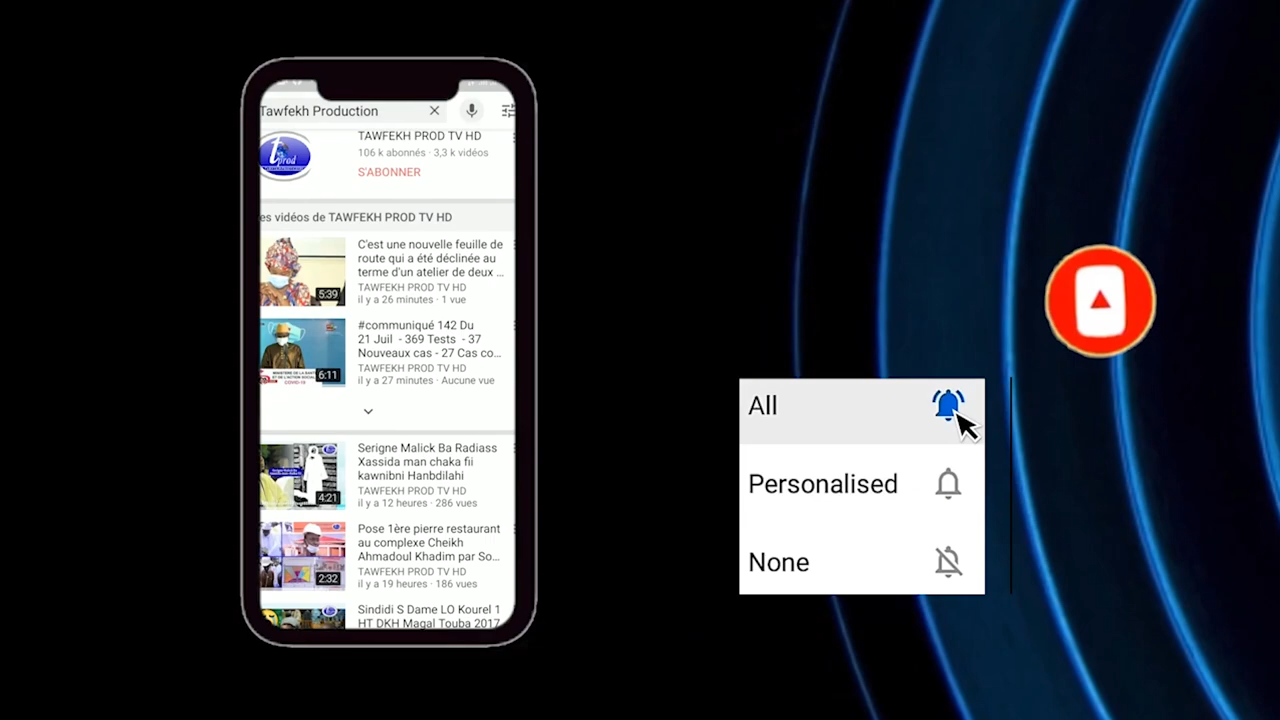 Tawfekh Production
TAWFEKH PROD TV HD
106 k abonnés · 3,3 k vidéos
S'ABONNER
tprod
es vidéos de TAWFEKH PROD TV HD
C'est une nouvelle feuille de
route qui a été déclinée au
terme d'un atelier de deux ...
TAWFEKH PROD TV HD
il y a 26 minutes · 1 vue
5:39
#communiqué 142 Du
21 Juil - 369 Tests - 37
Nouveaux cas - 27 Cas co...
TAWFEKH PROD TV HD
il y a 27 minutes · Aucune vue
6:11
Serigne Malick Ba Radiass
Xassida man chaka fii
kawnibni Hanbdilahi
TAWFEKH PROD TV HD
il y a 12 heures · 286 vues
4:21
Pose 1ère pierre restaurant
au complexe Cheikh
Ahmadoul Khadim par So...
TAWFEKH PROD TV HD
il y a 19 heures · 186 vues
2:32
Sindidi S Dame LO Kourel 1
HT DKH Magal Touba 2017
All
Personalised
None